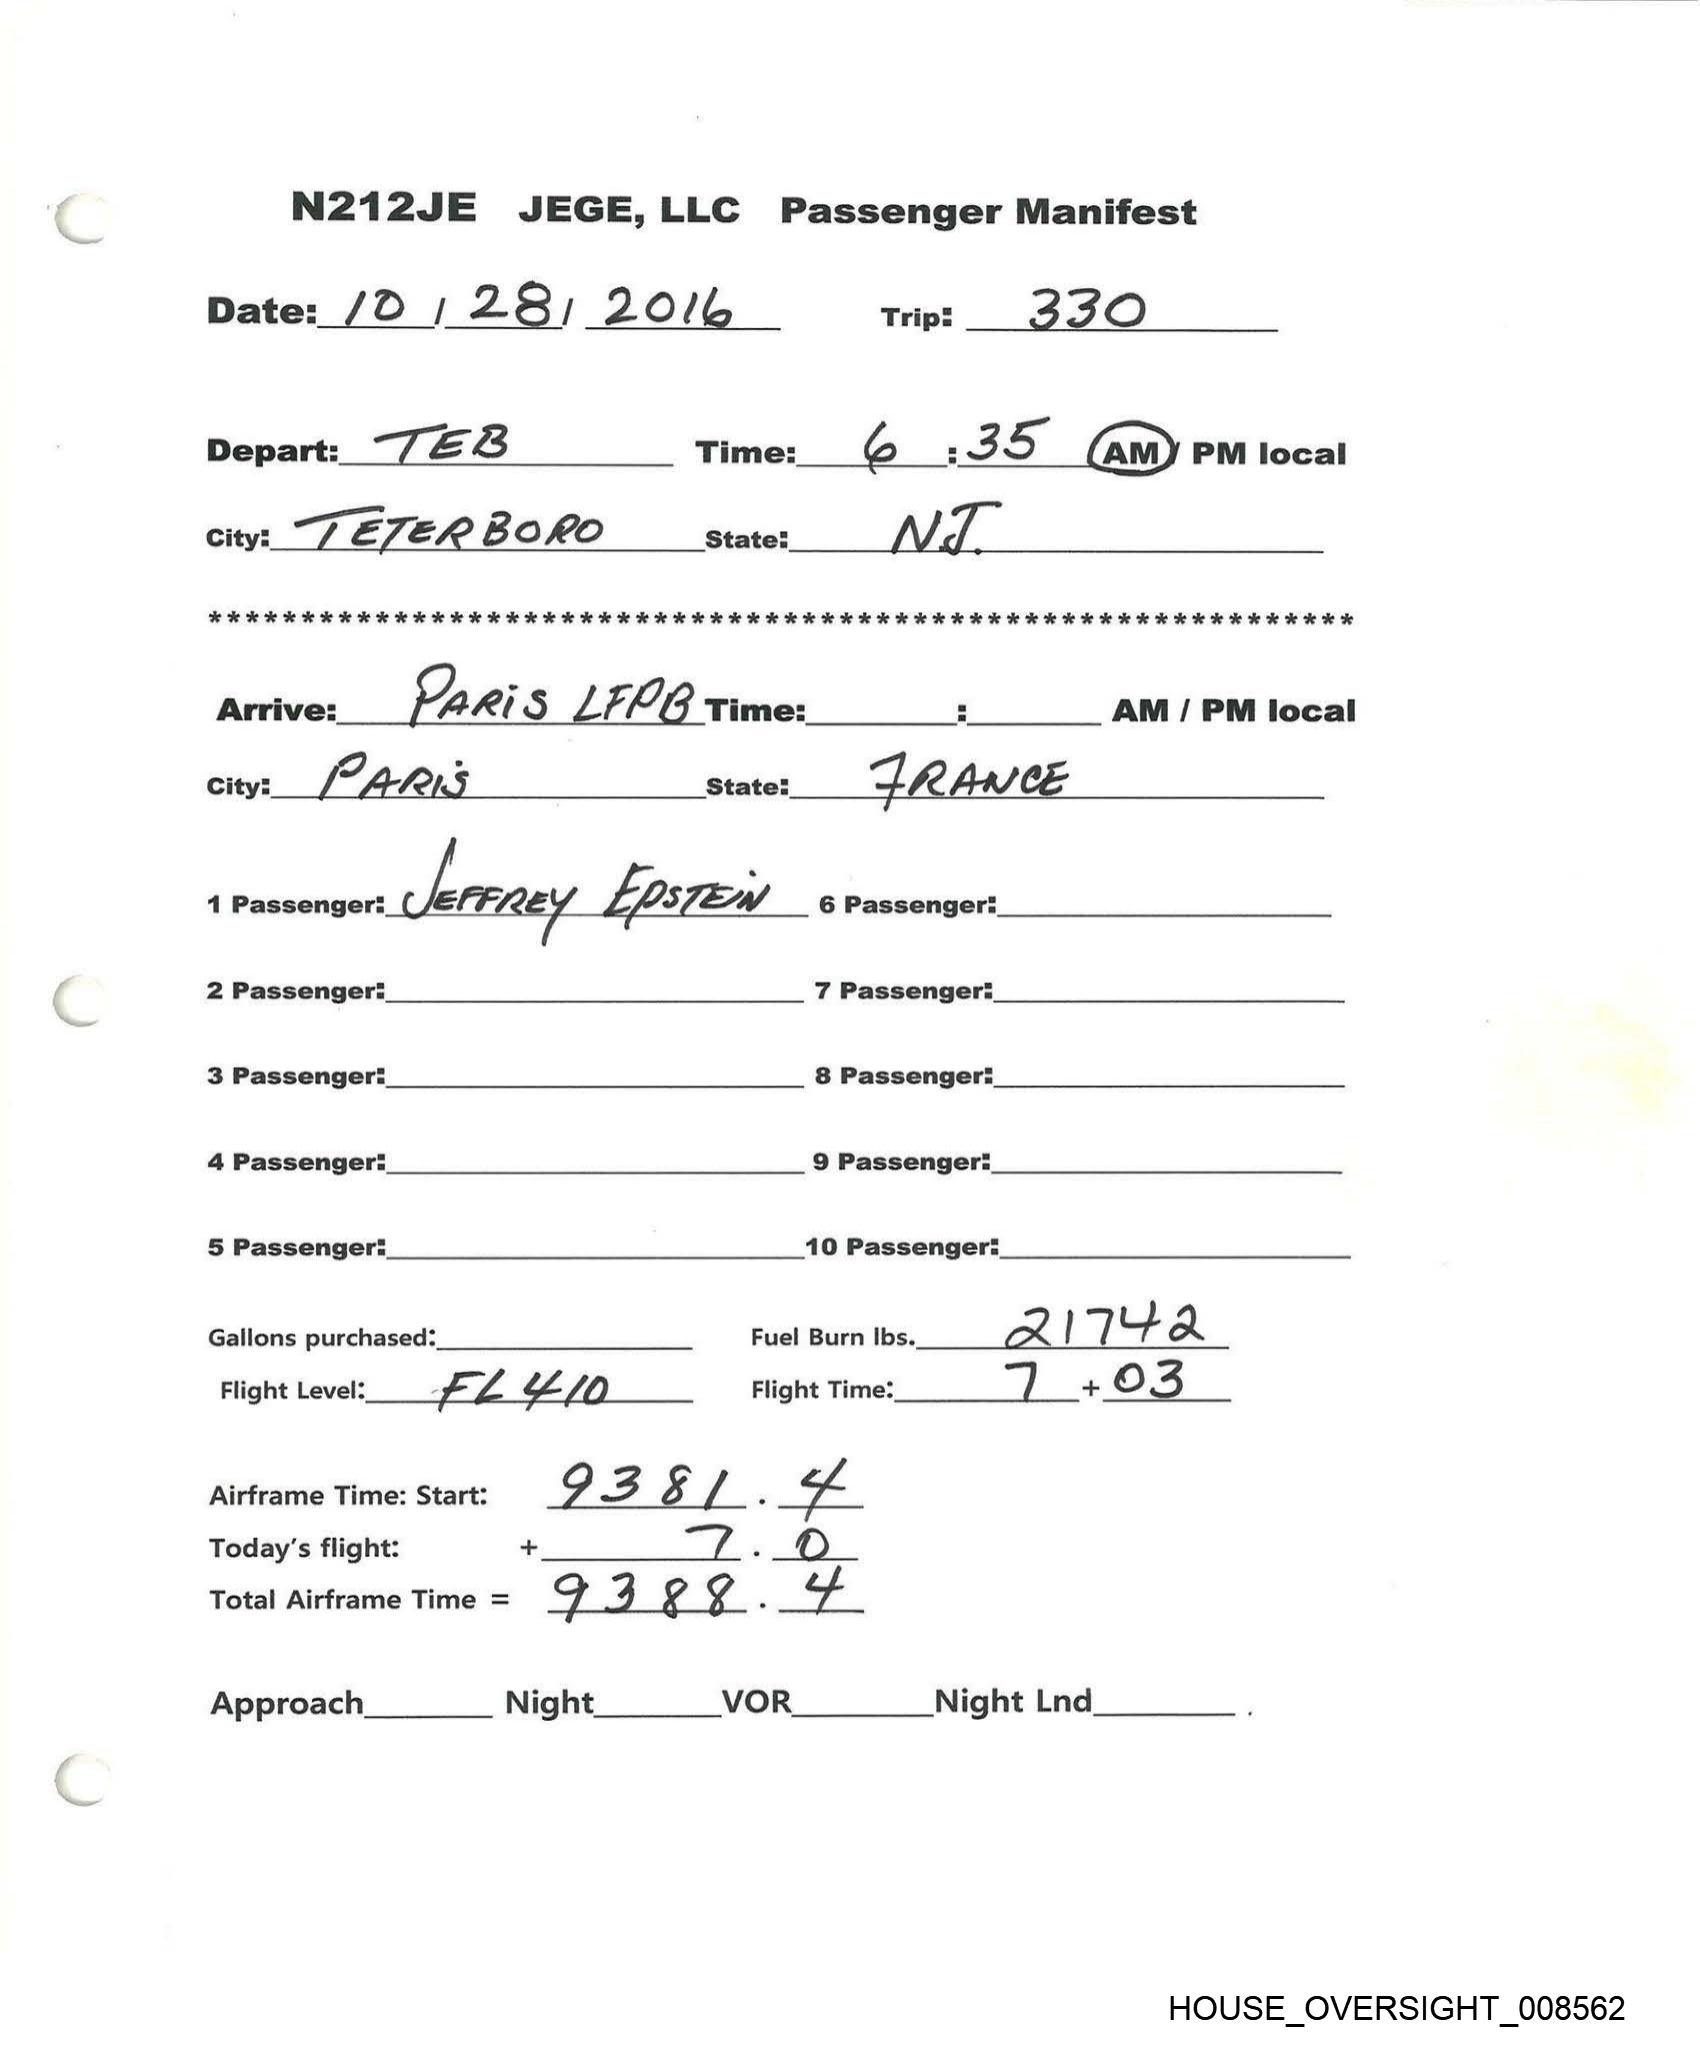 N212JE JEGE, LLC Passenger Manifest
Date: 10 / 28 / 2016 Trip: 330
Depart: TEB Time: 6 : 35 AM / PM local
City: TETERBORO State: NJ.
******************************************************************
Arrive: PARIS LFPB Time: : AM / PM local
City: PARIS State: FRANCE
1 Passenger: JEFFREY EPSTEIN 6 Passenger:
2 Passenger: 7 Passenger:
3 Passenger: 8 Passenger:
4 Passenger: 9 Passenger:
5 Passenger: 10 Passenger:
Gallons purchased: Fuel Burn lbs. 21742
Flight Level: FL 410 Flight Time: 7 + 03
Airframe Time: Start: 9381 . 4
Today's flight: + 7 . 0
Total Airframe Time = 9388 . 4
Approach Night VOR Night Lnd .
HOUSE_OVERSIGHT_008562